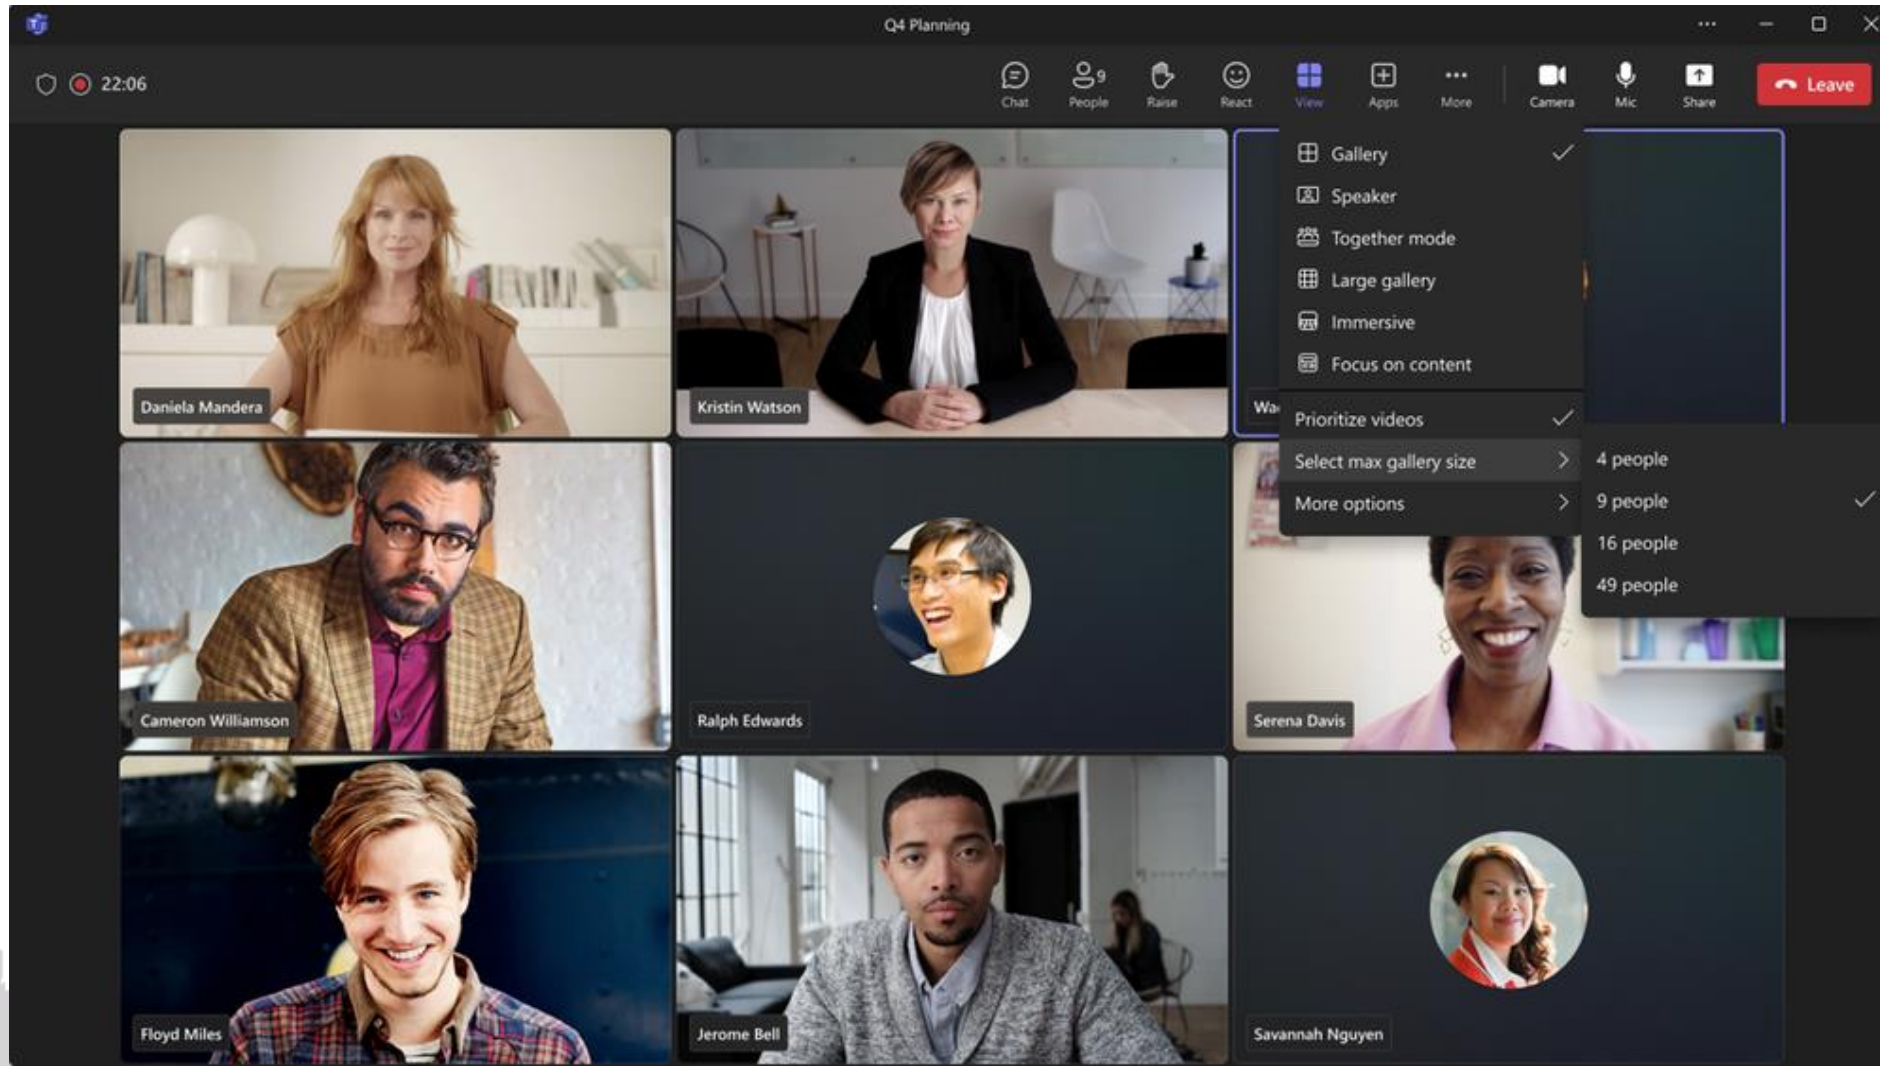 Q4 Planning
22:06
Chat
People
9
Raise
React
View
Apps
More
Camera
Mic
Share
Leave
Gallery
Speaker
Together mode
Large gallery
Immersive
Focus on content
Prioritize videos
Select max gallery size
More options
4 people
9 people
16 people
49 people
Daniela Mandera
Kristin Watson
Wa
Cameron Williamson
Ralph Edwards
Serena Davis
Floyd Miles
Jerome Bell
Savannah Nguyen